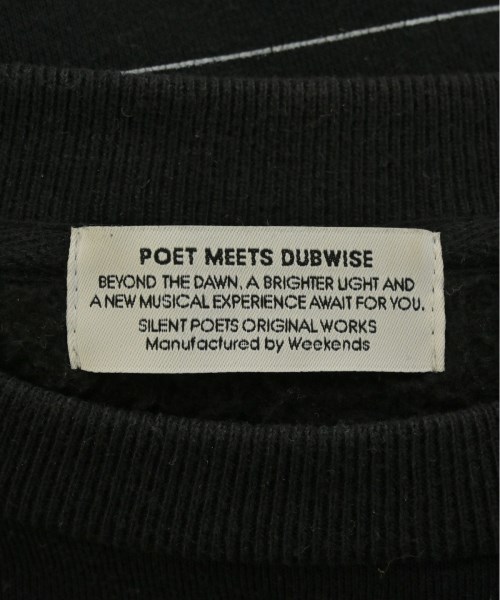 POET MEETS DUBWISE
BEYOND THE DAWN, A BRIGHTER LIGHT AND
A NEW MUSICAL EXPERIENCE AWAIT FOR YOU.
SILENT POETS ORIGINAL WORKS
Manufactured by Weekends